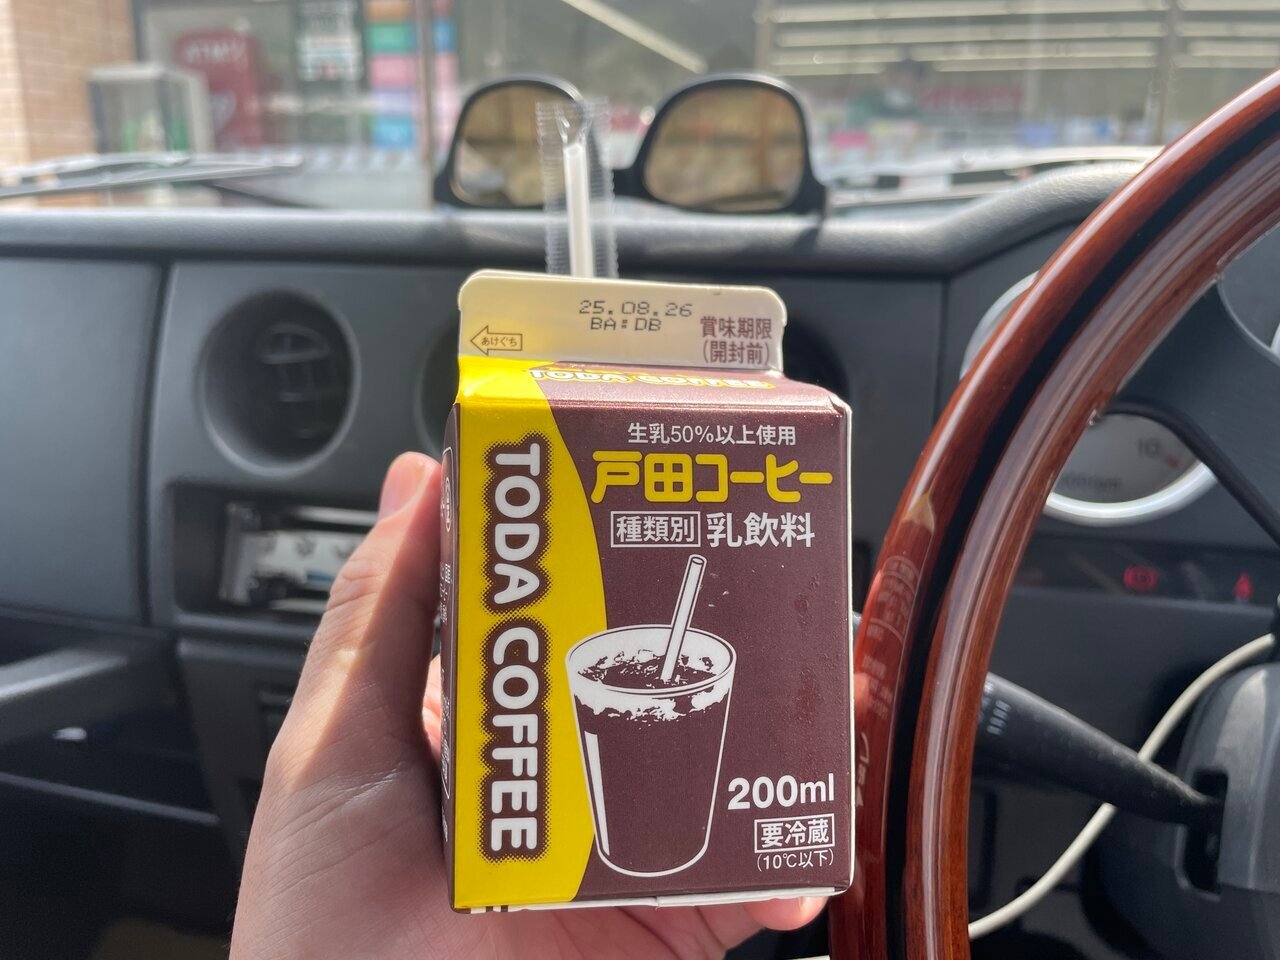 25.08.26
BA:DB
賞味期限
(開封前)
あけぐち
TODA COFFEE
生乳50%以上使用
戸田コーヒー
種類別 乳飲料
TODA COFFEE
200ml
要冷蔵
(10℃以下)